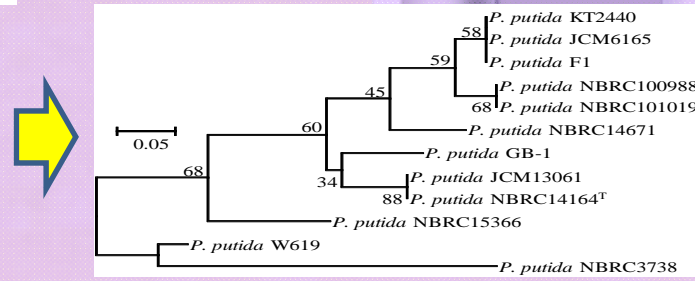 P. putida KT2440
58
P. putida JCM6165
59
P. putida F1
P. putida NBRC100988
45
68 P. putida NBRC101019
0.05
60
P. putida NBRC14671
P. putida GB-1
68
34
P. putida JCM13061
88 P. putida NBRC14164ᵀ
P. putida NBRC15366
P. putida W619
P. putida NBRC3738